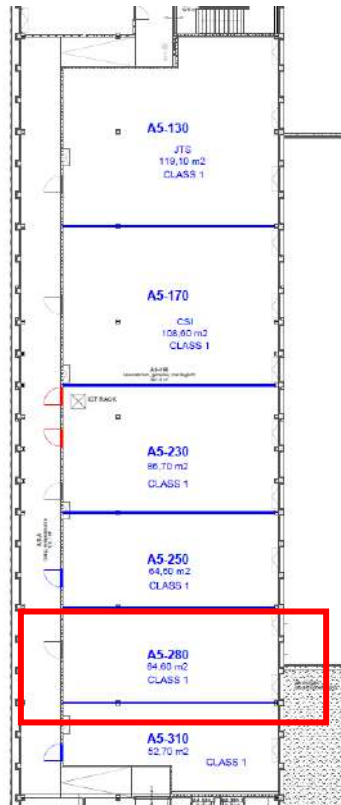 A5-130
JTS
119,10 m2
CLASS 1
A5-170
CSI
108,60 m2
CLASS 1
ICT RACK
A5-230
86,70 m2
CLASS 1
A5-250
64,60 m2
CLASS 1
A5-280
64,60 m2
CLASS 1
A5-310
52,70 m2
CLASS 1